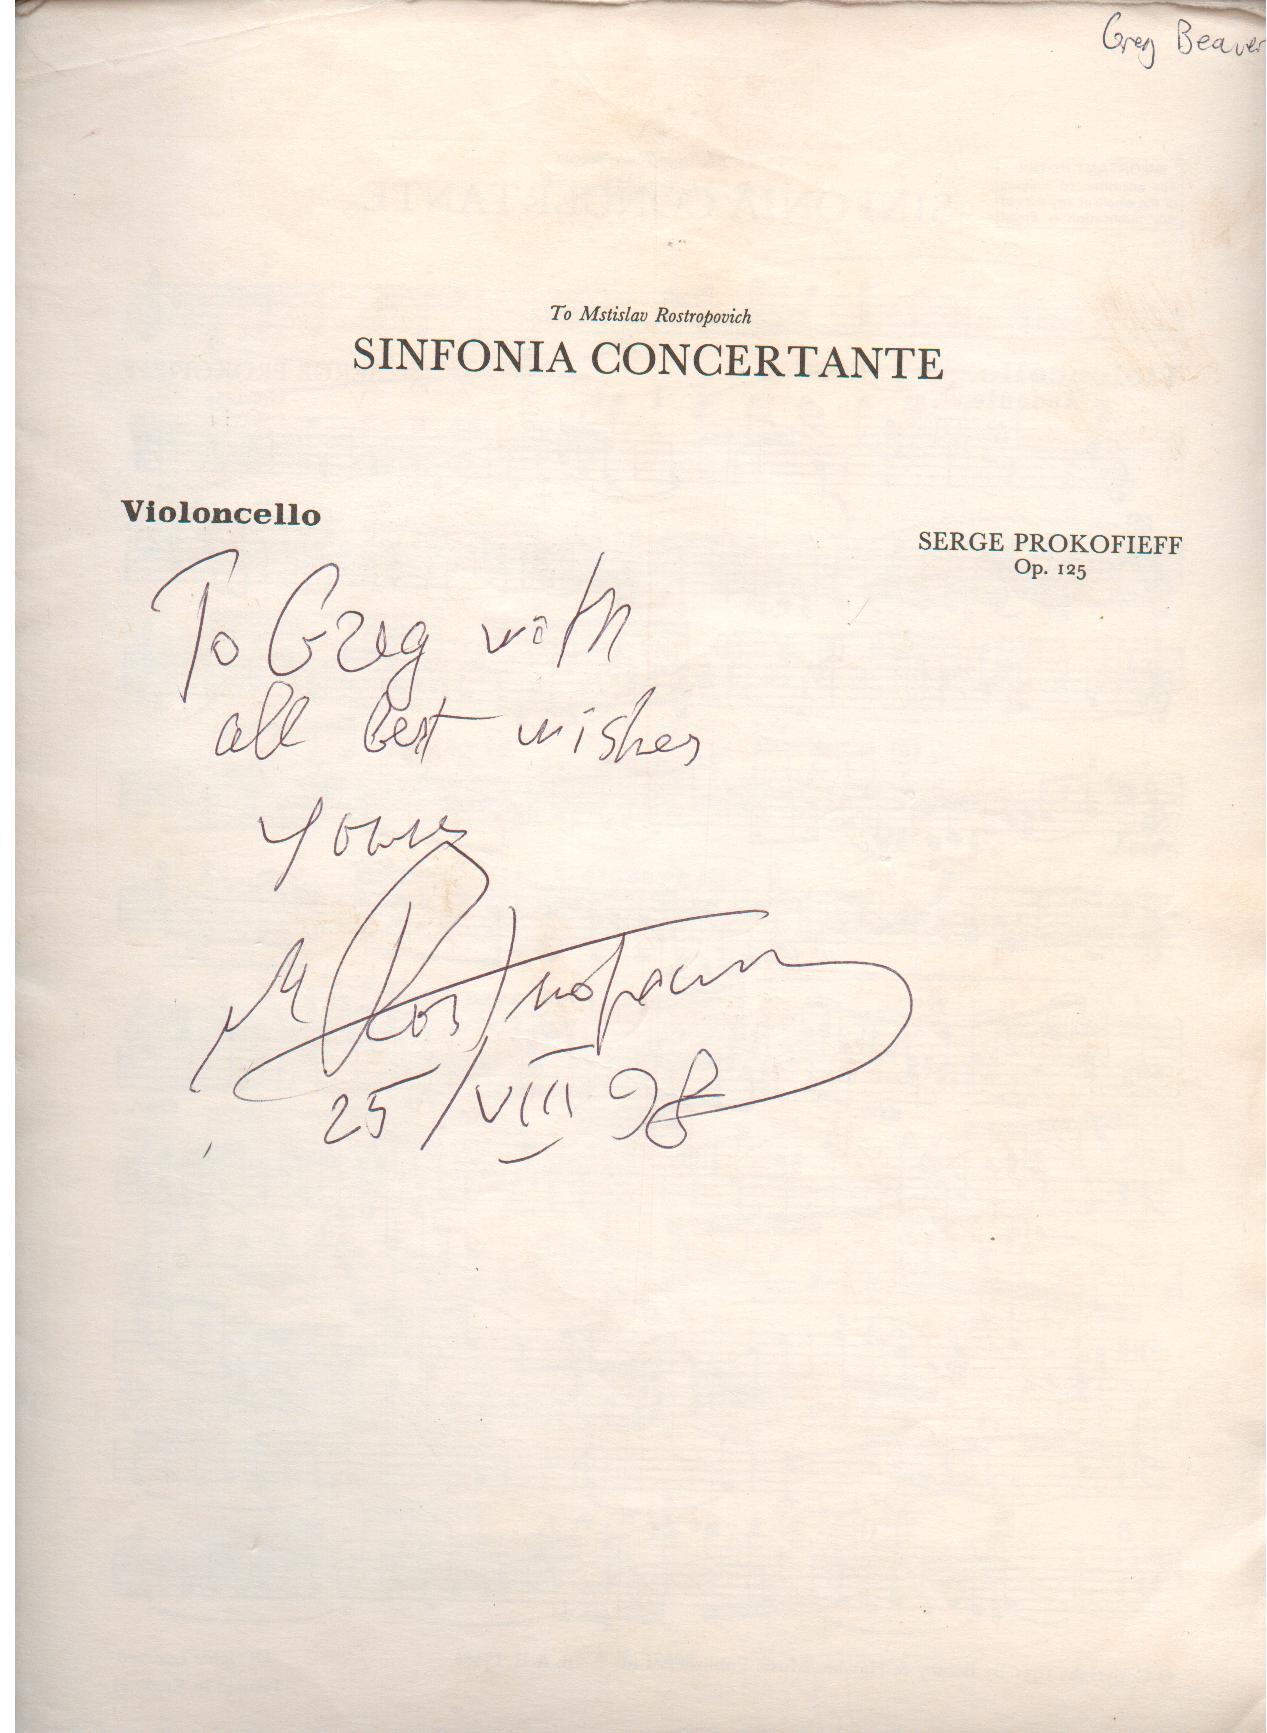 Greg Beaver
To Mstislav Rostropovich
SINFONIA CONCERTANTE
Violoncello
SERGE PROKOFIEFF
Op. 125
To Greg with
all best wishes
Yours
M Rostropovich
25/VIII 98